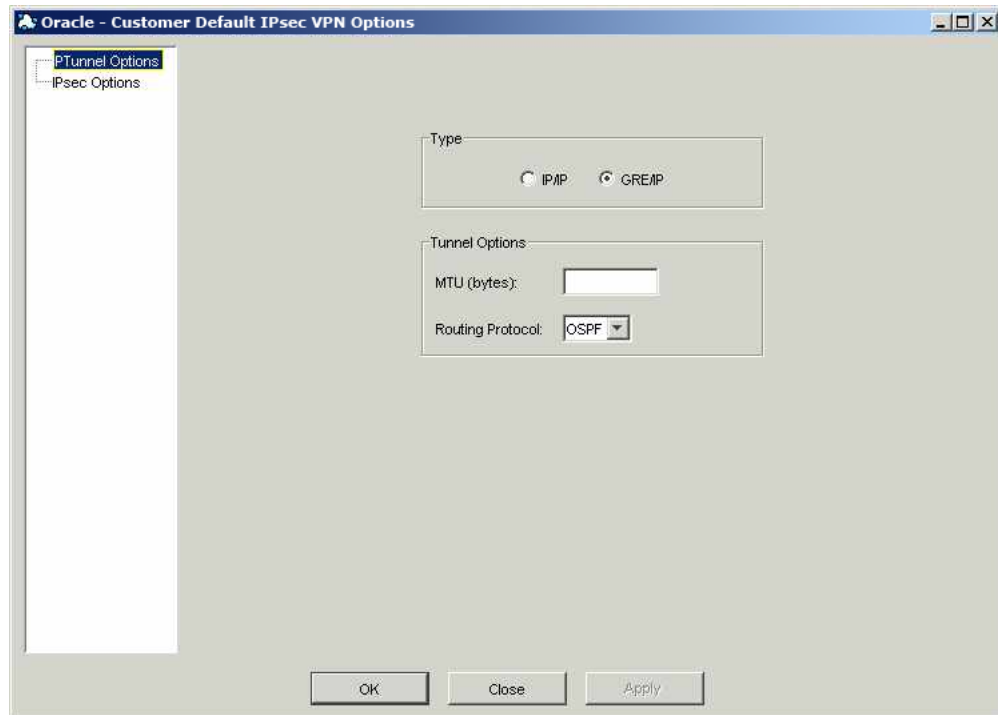 Oracle - Customer Default IPsec VPN Options
PTunnel Options
IPsec Options
Type
IP/IP
GRE/IP
Tunnel Options
MTU (bytes):
Routing Protocol:
OSPF
OK
Close
Apply